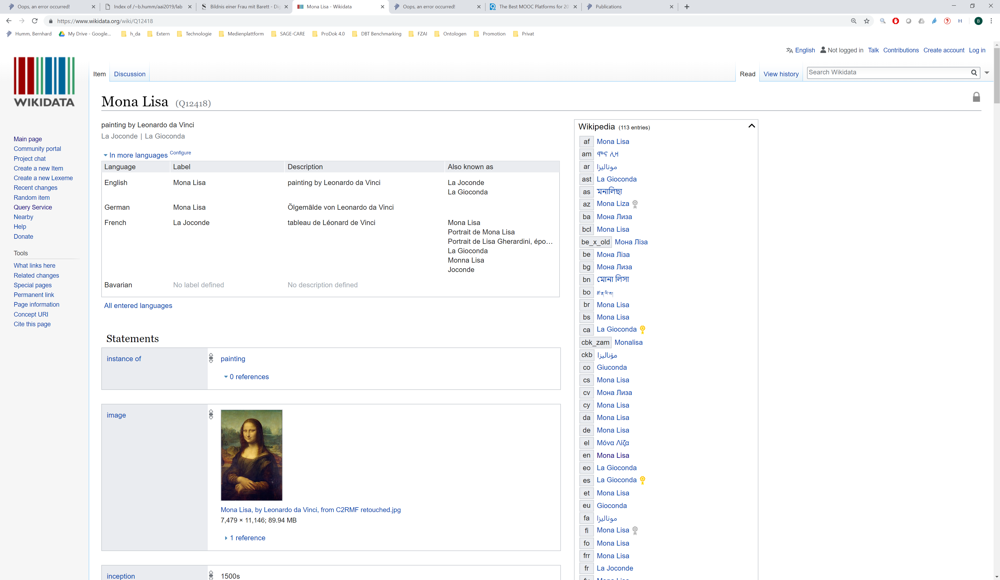 Oops, an error occurred!
Index of /~b.humm/aai2019/lab
Bildnis einer Frau mit Barett - Dig
Mona Lisa - Wikidata
Oops, an error occurred!
The Best MOOC Platforms for 20
Publications
https://www.wikidata.org/wiki/Q12418
H
B
Humm, Bernhard
My Drive - Google...
h_da
Extern
Technologie
Medienplattform
SAGE-CARE
ProDok 4.0
DBT Benchmarking
FZAI
Ontologen
Promotion
Privat
English Not logged in Talk Contributions Create account Log in
WIKIDATA
Item Discussion
Read View history Search Wikidata
Main page
Community portal
Project chat
Create a new Item
Create a new Lexeme
Recent changes
Random item
Query Service
Nearby
Help
Donate
Tools
What links here
Related changes
Special pages
Permanent link
Page information
Concept URI
Cite this page
Mona Lisa (Q12418)
painting by Leonardo da Vinci
La Joconde | La Gioconda
In more languages Configure
Language Label Description Also known as
English Mona Lisa painting by Leonardo da Vinci La Joconde
La Gioconda
German Mona Lisa Ölgemälde von Leonardo da Vinci
French La Joconde tableau de Léonard de Vinci Mona Lisa
Portrait de Mona Lisa
Portrait de Lisa Gherardini, épo...
La Gioconda
Monna Lisa
Joconde
Bavarian No label defined No description defined
All entered languages
Statements
instance of painting
0 references
image
Mona Lisa, by Leonardo da Vinci, from C2RMF retouched.jpg
7,479 × 11,146; 89.94 MB
1 reference
inception 1500s
Wikipedia (113 entries)
af Mona Lisa
am ሞና ሊዛ
ar موناليزا
ast La Gioconda
as মনালিছা
az Mona Liza
ba Мона Лиза
bcl Mona Lisa
be_x_old Мона Ліза
be Мона Ліза
bg Мона Лиза
bn মোনা লিসা
bo མོ་ན་ལི་ས།
br Mona Lisa
bs Mona Lisa
ca La Gioconda
cbk_zam Monalisa
ckb مۆنالیزا
co Giuconda
cs Mona Lisa
cv Мона Лиза
cy Mona Lisa
da Mona Lisa
de Mona Lisa
el Μόνα Λίζα
en Mona Lisa
eo La Gioconda
es La Gioconda
et Mona Lisa
eu Gioconda
fa مونالیزا
fi Mona Lisa
fo Mona Lisa
frr Mona Lisa
fr La Joconde